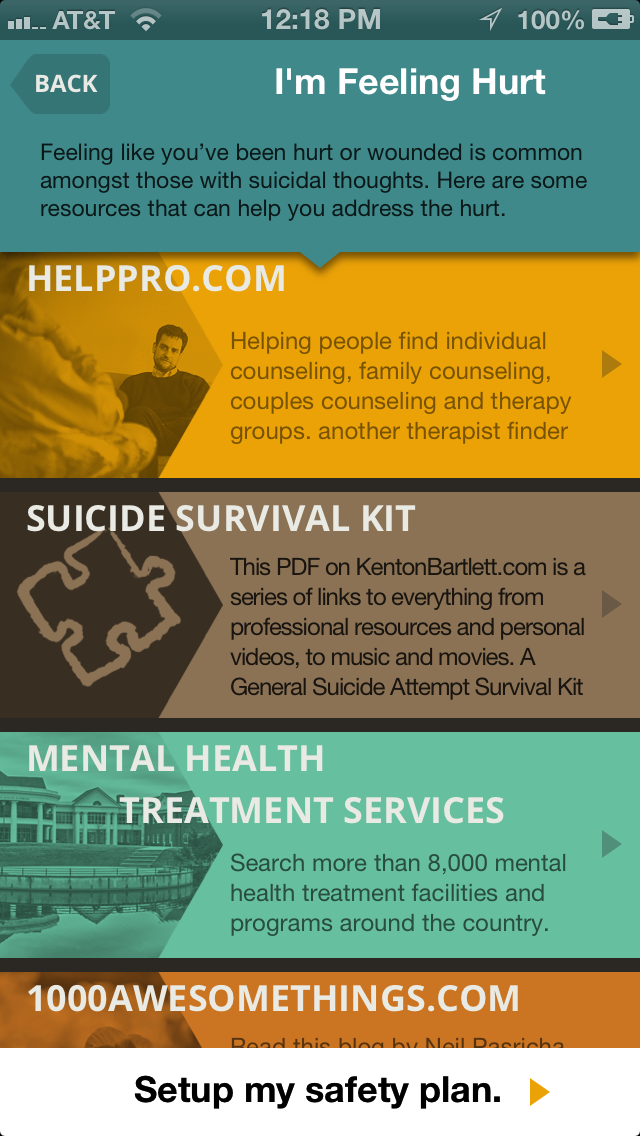 AT&T 12:18 PM 100%
BACK
I'm Feeling Hurt
Feeling like you’ve been hurt or wounded is common
amongst those with suicidal thoughts. Here are some
resources that can help you address the hurt.
HELPPRO.COM
Helping people find individual
counseling, family counseling,
couples counseling and therapy
groups. another therapist finder
SUICIDE SURVIVAL KIT
This PDF on KentonBartlett.com is a
series of links to everything from
professional resources and personal
videos, to music and movies. A
General Suicide Attempt Survival Kit
MENTAL HEALTH
TREATMENT SERVICES
Search more than 8,000 mental
health treatment facilities and
programs around the country.
1000AWESOMETHINGS.COM
Read this blog by Neil Pasricha
Setup my safety plan.